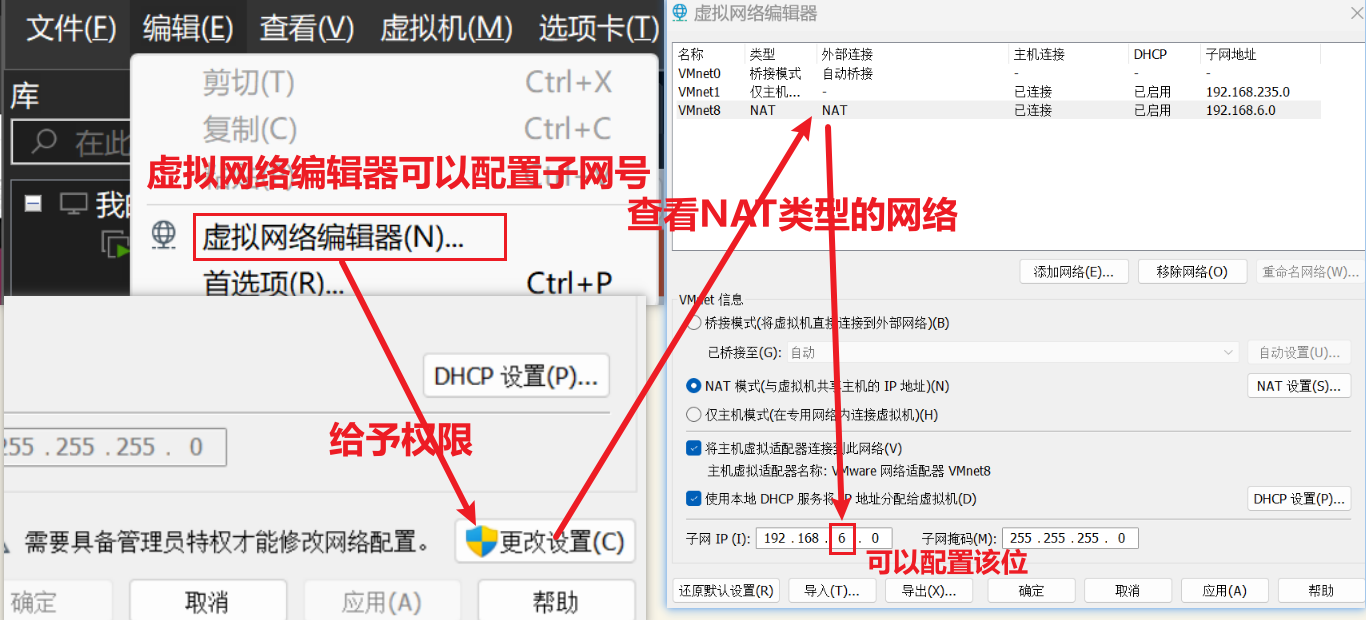 文件(F) 编辑(E) 查看(V) 虚拟机(M) 选项卡(T)
库
在此
我的
剪切(T) Ctrl+X
复制(C) Ctrl+C
虚拟网络编辑器可以配置子网号
虚拟网络编辑器(N)...
首选项(R)... Ctrl+P
DHCP 设置(P)...
255 . 255 . 255 . 0
给予权限
需要具备管理员特权才能修改网络配置。
更改设置(C)
确定 取消 应用(A) 帮助
虚拟网络编辑器
名称 类型 外部连接 主机连接 DHCP 子网地址
VMnet0 桥接模式 自动桥接 - - -
VMnet1 仅主机... - 已连接 已启用 192.168.235.0
VMnet8 NAT NAT 已连接 已启用 192.168.6.0
查看NAT类型的网络
添加网络(E)... 移除网络(O) 重命名网络(W)...
VMnet 信息
桥接模式(将虚拟机直接连接到外部网络)(B)
已桥接至(G): 自动 自动设置(U)...
NAT 模式(与虚拟机共享主机的 IP 地址)(N) NAT 设置(S)...
仅主机模式(在专用网络内连接虚拟机)(H)
将主机虚拟适配器连接到此网络(V)
主机虚拟适配器名称: VMware 网络适配器 VMnet8
使用本地 DHCP 服务将 IP 地址分配给虚拟机(D) DHCP 设置(P)...
子网 IP (I): 192 . 168 . 6 . 0 子网掩码(M): 255 . 255 . 255 . 0
可以配置该位
还原默认设置(R) 导入(T)... 导出(X)... 确定 取消 应用(A) 帮助